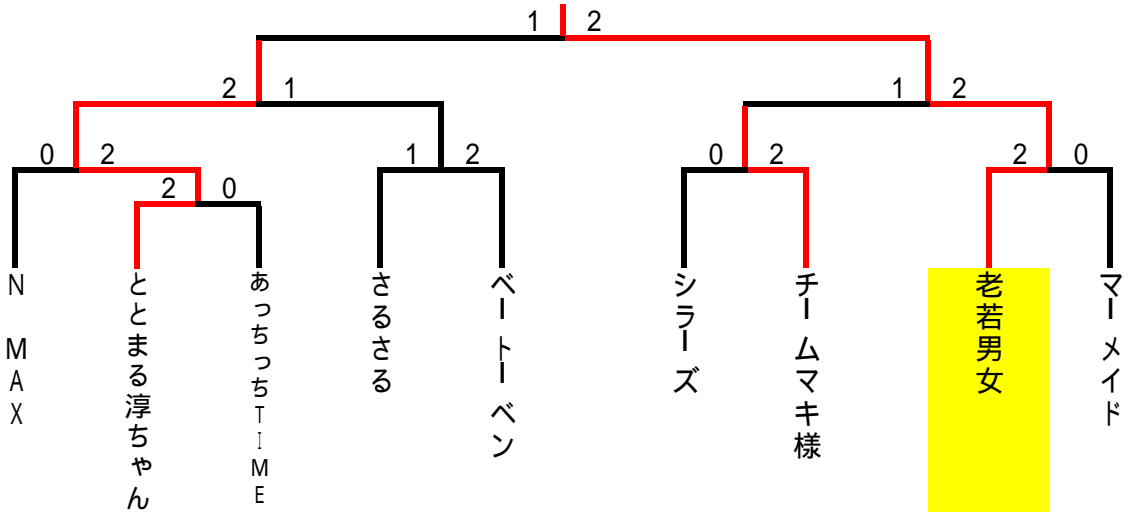 1 2
2 1
1 2
0 2
1 2
0 2
2 0
2 0
N MAX
ととまる淳ちゃん
あっちっちTIME
さるさる
ベートーベン
シラーズ
チームマキ様
老若男女
マーメイド